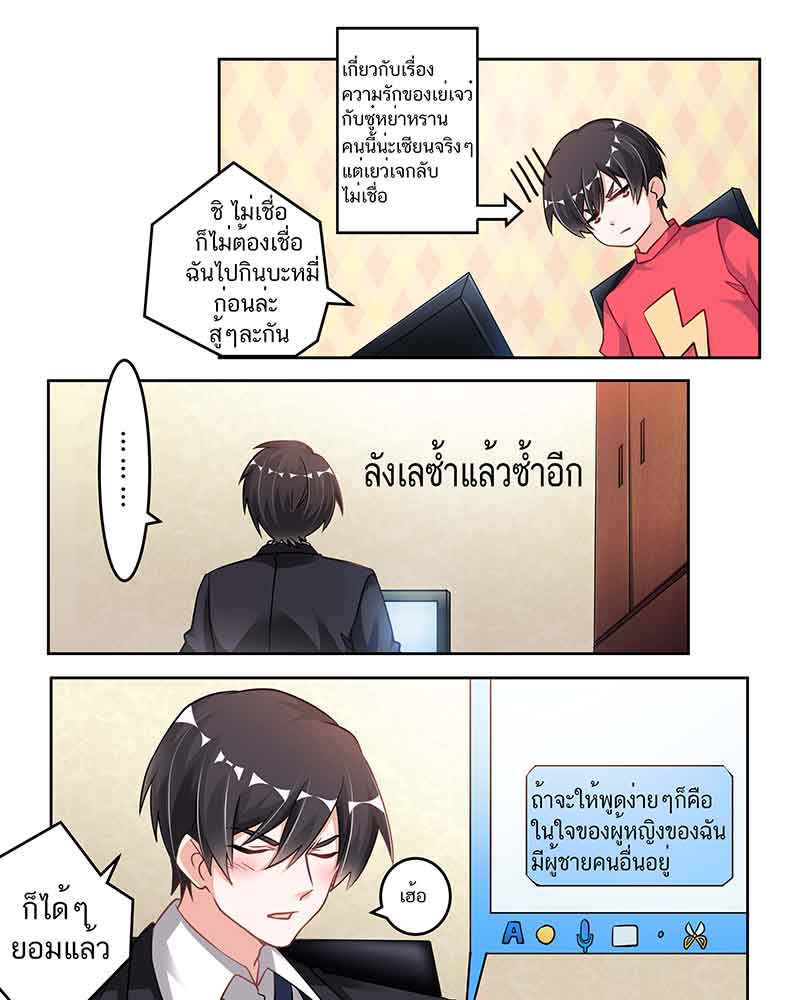 เกี่ยวกับเรื่อง
ความรักของเย่เจว๋
กับซู๋หย่าหราน
คนนี้น่ะเซียนจริงๆ
แต่เยว่เจกลับ
ไม่เชื่อ
ชิ ไม่เชื่อ
ก็ไม่ต้องเชื่อ
ฉันไปกินบะหมี่
ก่อนล่ะ
สู้ๆละกัน
.........
ลังเลซ้ำแล้วซ้ำอีก
ถ้าจะให้พูดง่ายๆก็คือ
ในใจของผู้หญิงของฉัน
มีผู้ชายคนอื่นอยู่
เฮ้อ
ก็ได้ๆ
ยอมแล้ว
A